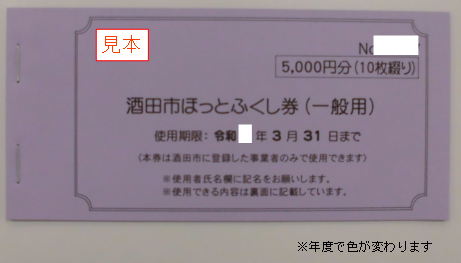 見本
No
5,000円分(10枚綴り)
酒田市ほっとふくし券(一般用)
使用期限: 令和 年 3 月 31 日まで
(本券は酒田市に登録した事業者のみで使用できます)
※使用者氏名欄に記名をお願いします。
※使用できる内容は裏面に記載しています。
※年度で色が変わります